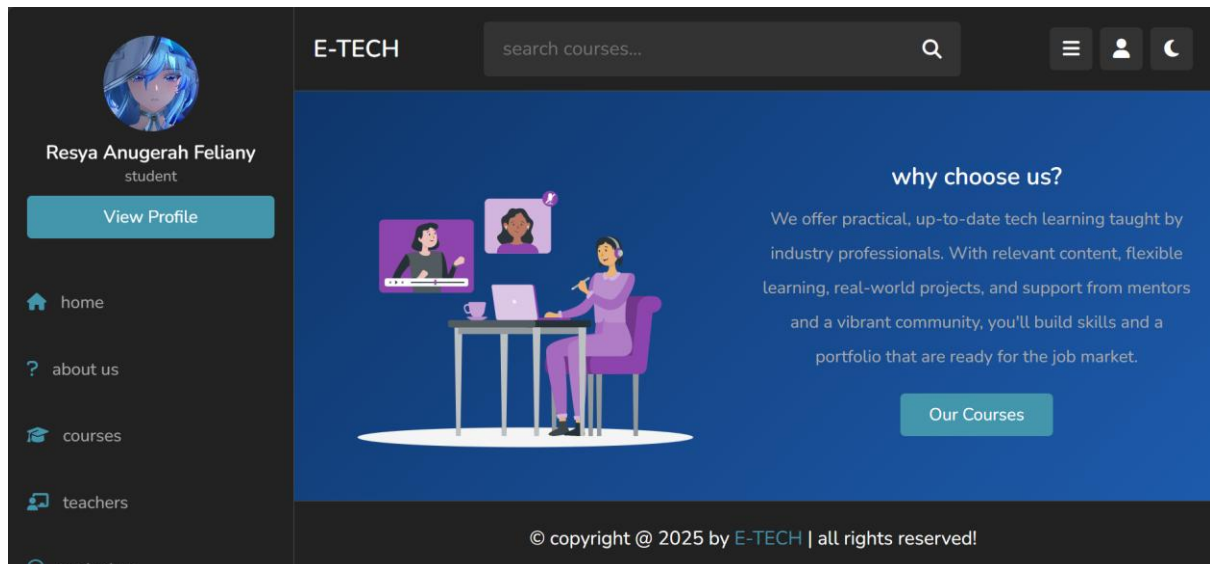 Resya Anugerah Feliany
student
View Profile
home
? about us
courses
teachers
E-TECH
search courses...
why choose us?
We offer practical, up-to-date tech learning taught by
industry professionals. With relevant content, flexible
learning, real-world projects, and support from mentors
and a vibrant community, you'll build skills and a
portfolio that are ready for the job market.
Our Courses
© copyright @ 2025 by E-TECH | all rights reserved!